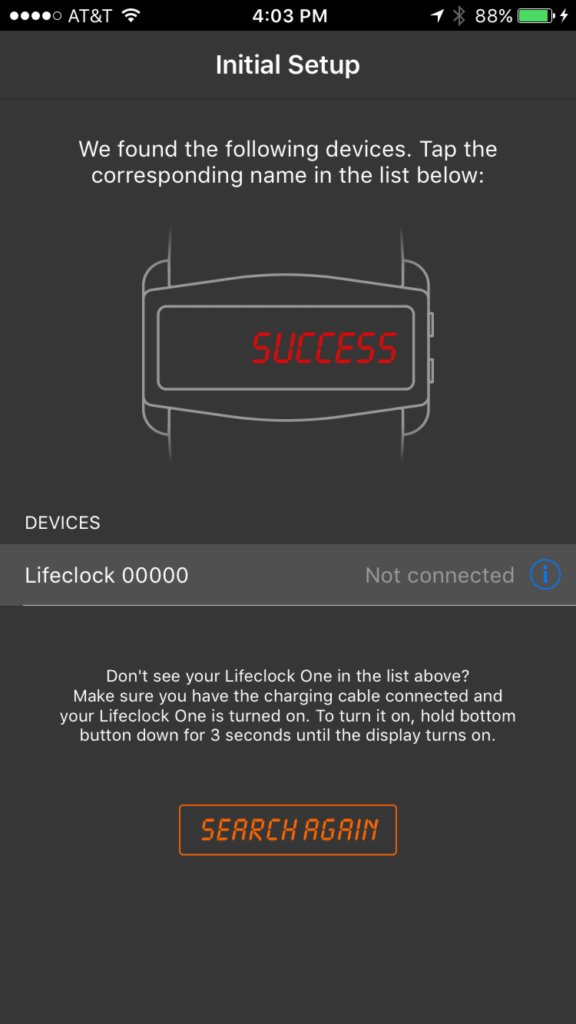 AT&T 4:03 PM 88%
Initial Setup
We found the following devices. Tap the
corresponding name in the list below:
SUCCESS
DEVICES
Lifeclock 00000 Not connected i
Don't see your Lifeclock One in the list above?
Make sure you have the charging cable connected and
your Lifeclock One is turned on. To turn it on, hold bottom
button down for 3 seconds until the display turns on.
SEARCH AGAIN